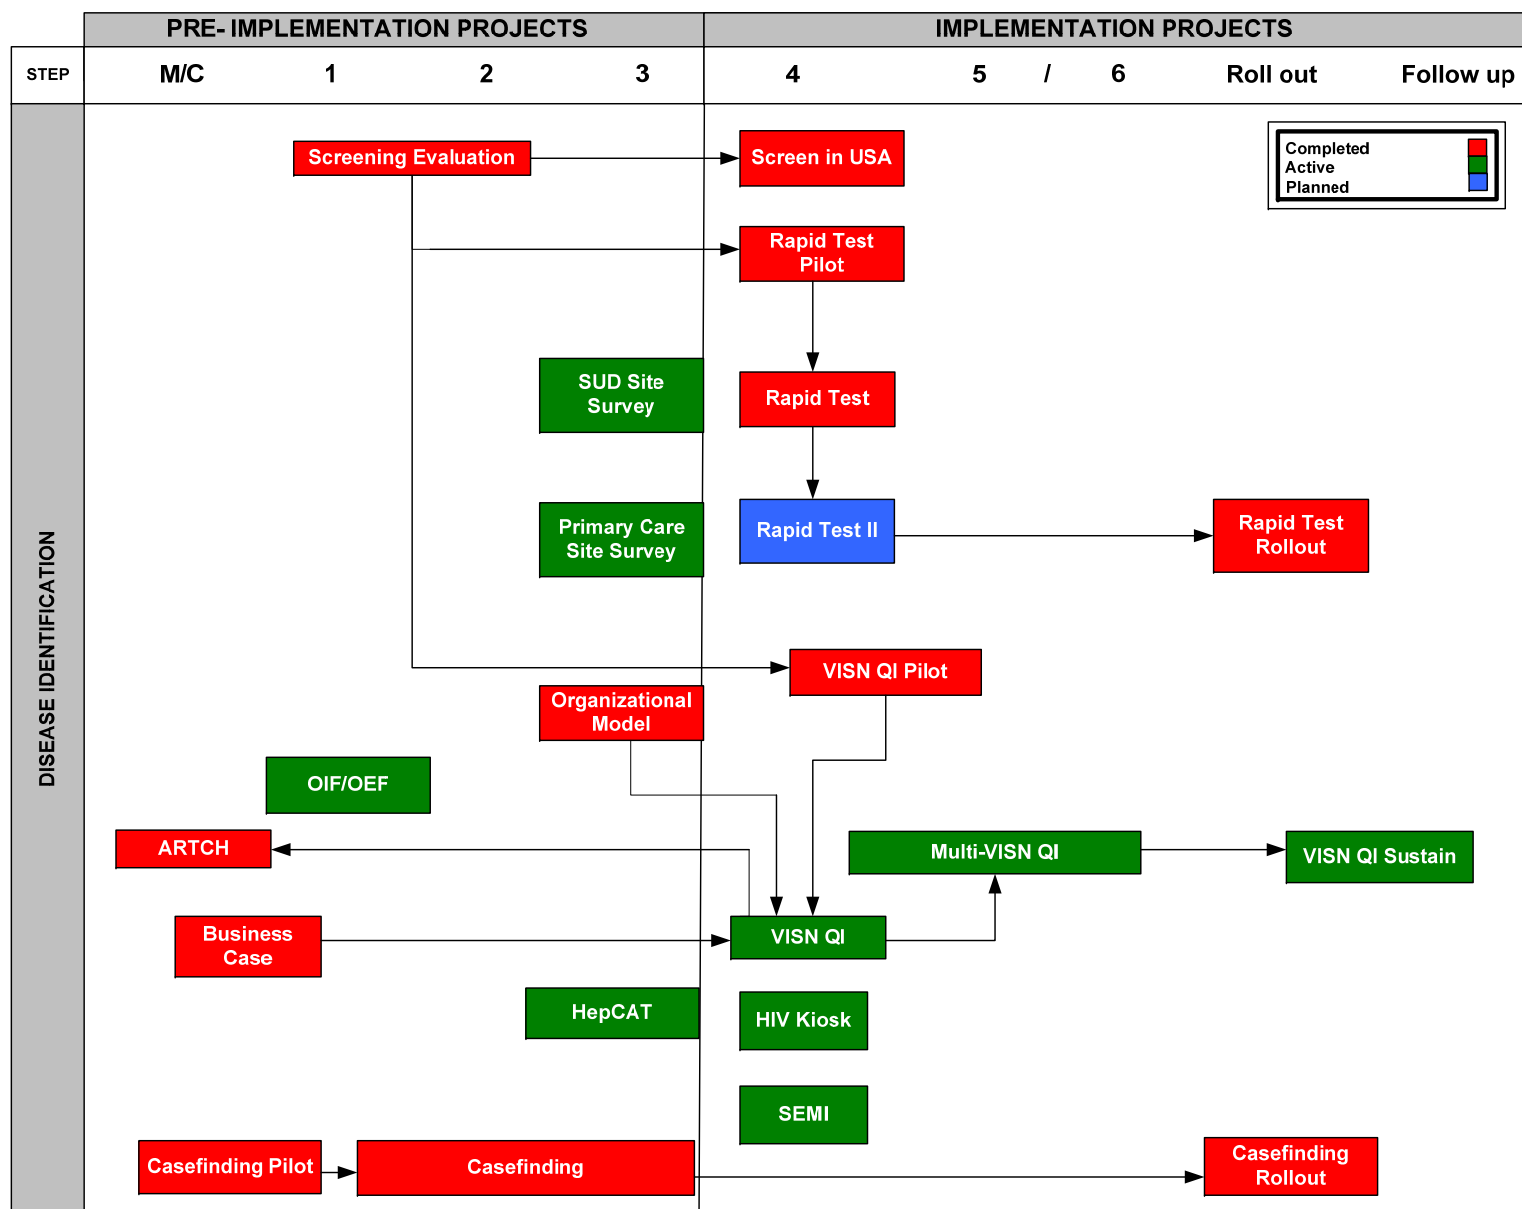 PRE- IMPLEMENTATION PROJECTS
IMPLEMENTATION PROJECTS
STEP
M/C
1
2
3
4
5
/
6
Roll out
Follow up
DISEASE IDENTIFICATION
Completed
Active
Planned
Screening Evaluation
Screen in USA
Rapid Test
Pilot
SUD Site
Survey
Rapid Test
Primary Care
Site Survey
Rapid Test II
Rapid Test
Rollout
VISN QI Pilot
Organizational
Model
OIF/OEF
ARTCH
Multi-VISN QI
VISN QI Sustain
Business
Case
VISN QI
HepCAT
HIV Kiosk
SEMI
Casefinding Pilot
Casefinding
Casefinding
Rollout